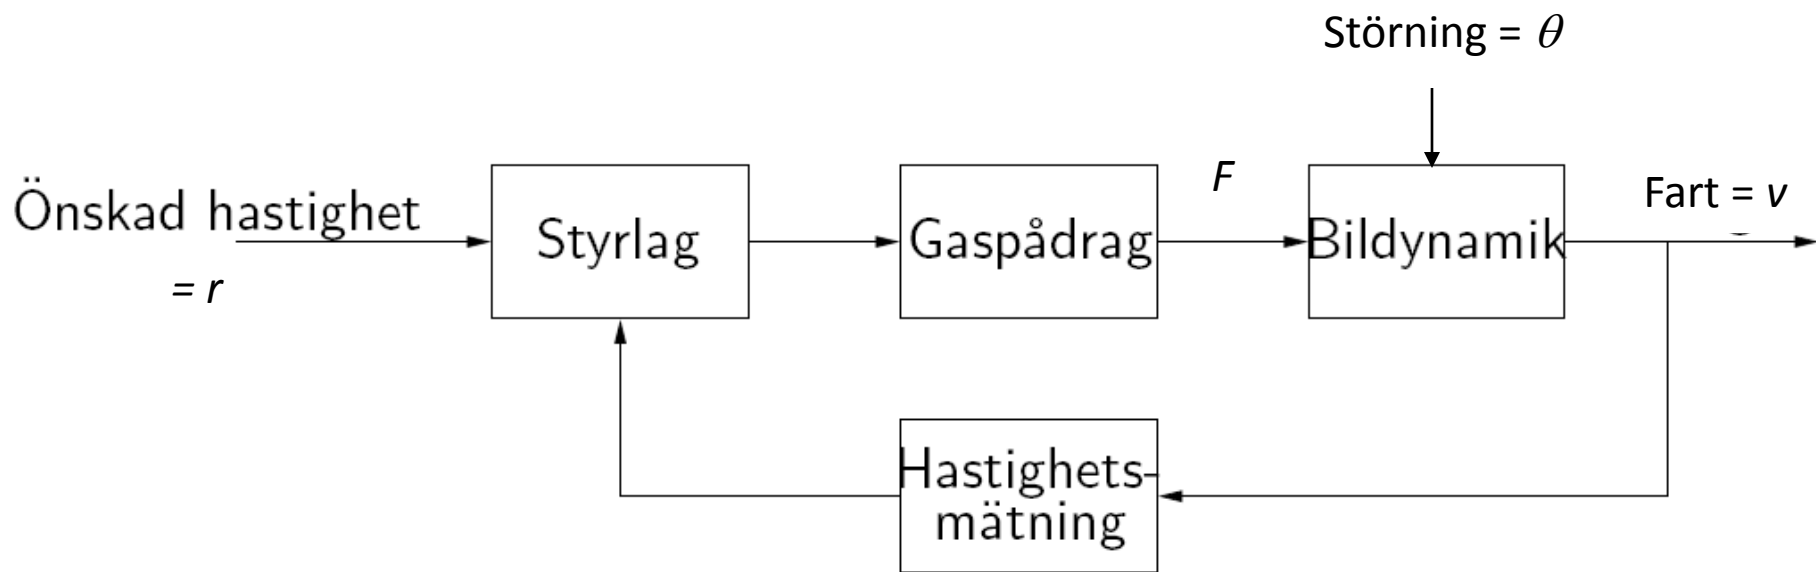 Störning = θ
Önskad hastighet
= r
Styrlag
Gaspådrag
F
Bildynamik
Fart = v
Hastighets-
mätning